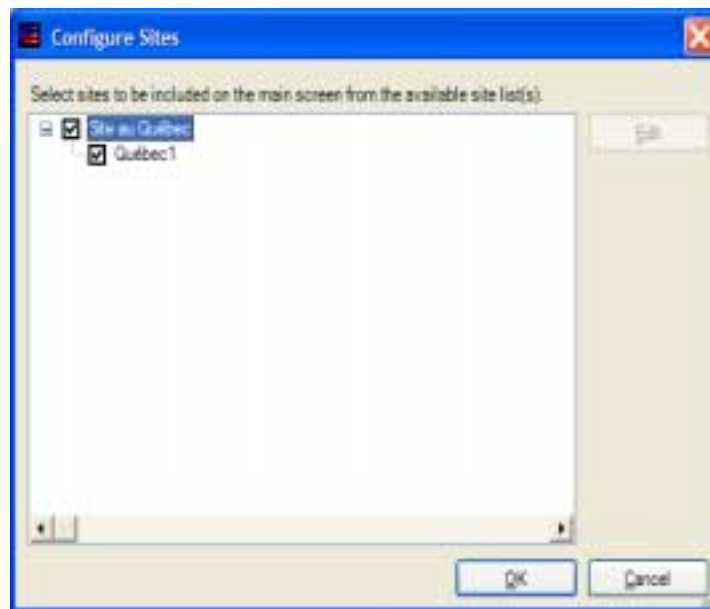 Configure Sites
Select sites to be included on the main screen from the available site list(s).
Site au Québec
Québec1
Edit
OK
Cancel